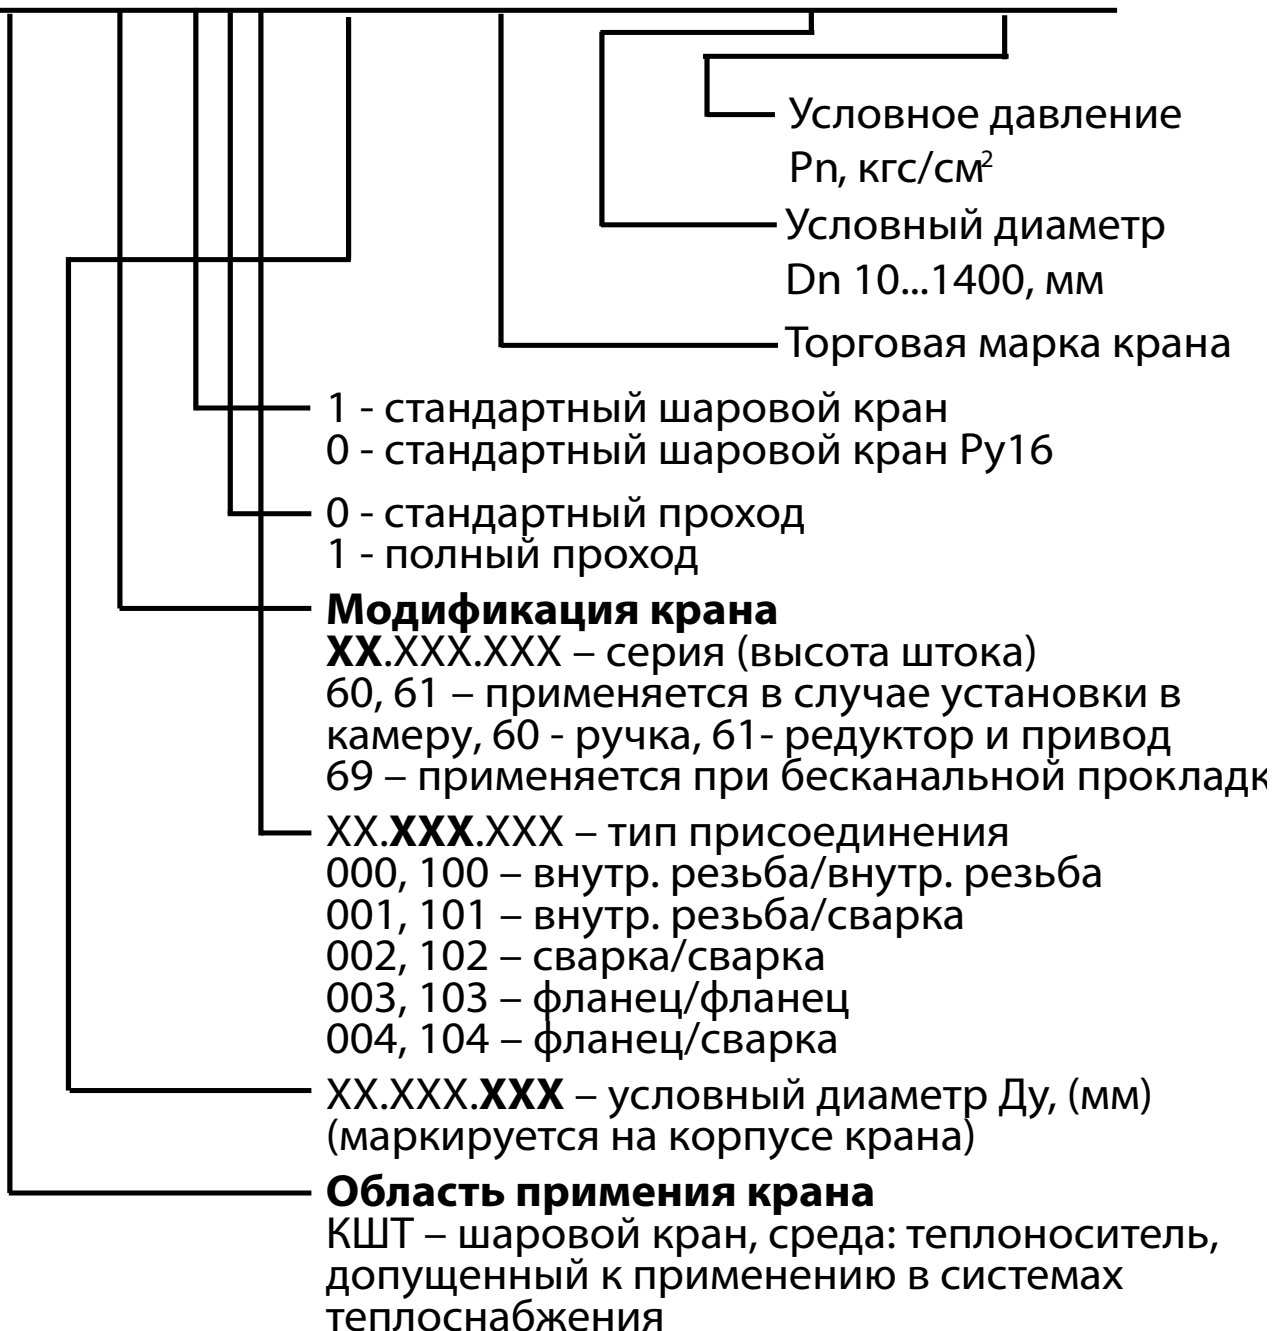 Условное давление
Pn, кгс/см²
Условный диаметр
Dn 10...1400, мм
Торговая марка крана
1 - стандартный шаровой кран
0 - стандартный шаровой кран Ру16
0 - стандартный проход
1 - полный проход
Модификация крана
XX.XXX.XXX – серия (высота штока)
60, 61 – применяется в случае установки в
камеру, 60 - ручка, 61- редуктор и привод
69 – применяется при бесканальной прокладк
XX.XXX.XXX – тип присоединения
000, 100 – внутр. резьба/внутр. резьба
001, 101 – внутр. резьба/сварка
002, 102 – сварка/сварка
003, 103 – фланец/фланец
004, 104 – фланец/сварка
XX.XXX.XXX – условный диаметр Ду, (мм)
(маркируется на корпусе крана)
Область примения крана
КШТ – шаровой кран, среда: теплоноситель,
допущенный к применению в системах
теплоснабжения